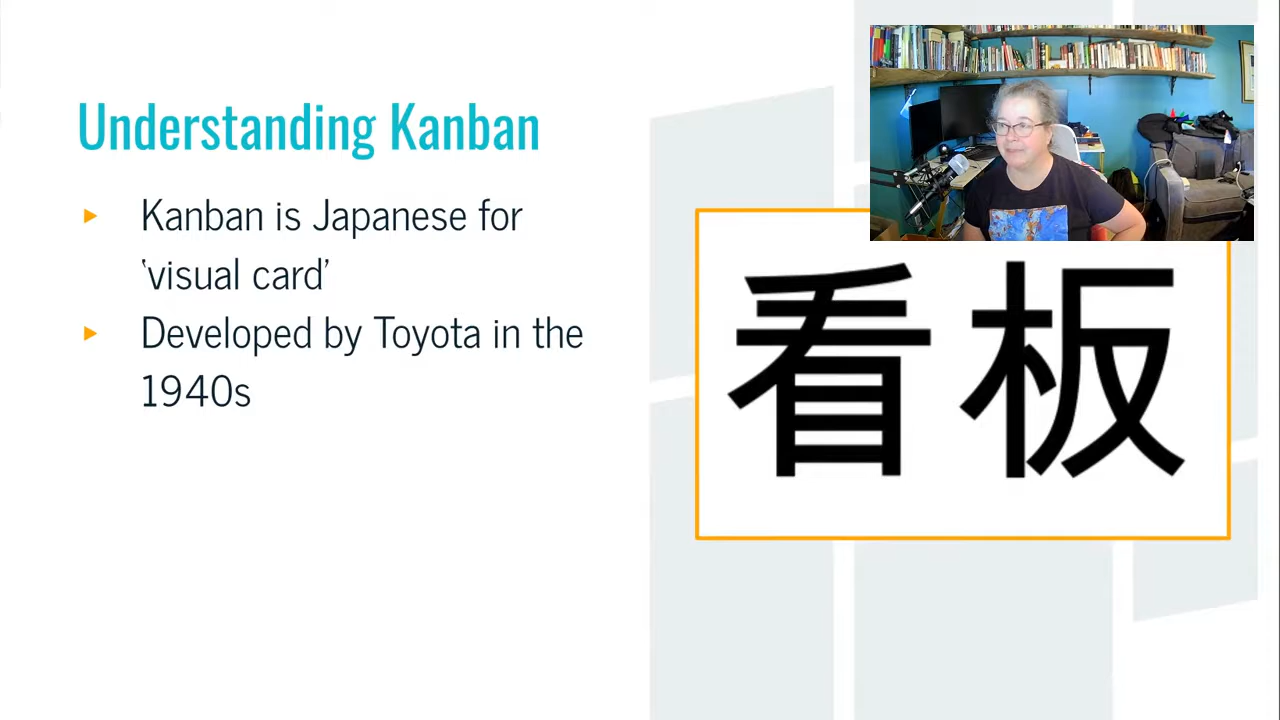 Understanding Kanban
▸ Kanban is Japanese for
‘visual card’
▸ Developed by Toyota in the
1940s
看板